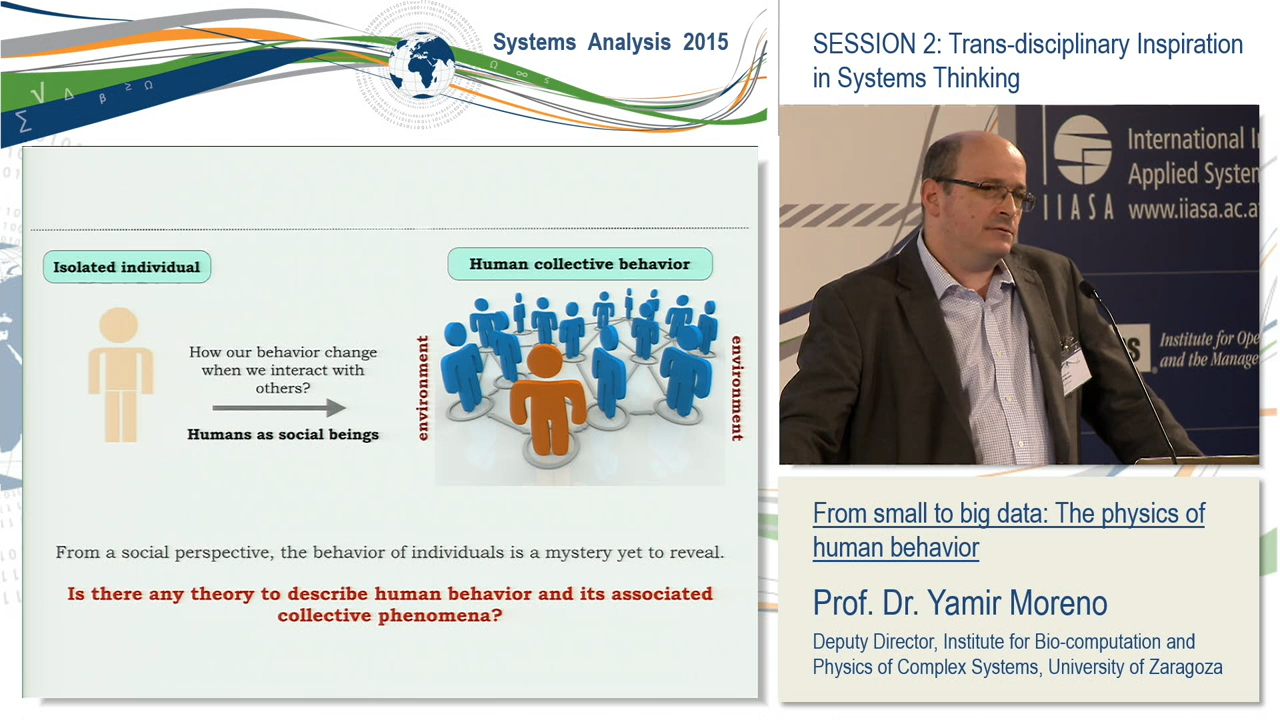 Systems Analysis 2015
SESSION 2: Trans-disciplinary Inspiration
in Systems Thinking
Isolated individual
Human collective behavior
How our behavior change
when we interact with
others?
Humans as social beings
environment
environment
From a social perspective, the behavior of individuals is a mystery yet to reveal.
Is there any theory to describe human behavior and its associated
collective phenomena?
IIASA
International I
Applied System
www.iiasa.ac.a
S
Institute for Ope
and the Manage
From small to big data: The physics of
human behavior
Prof. Dr. Yamir Moreno
Deputy Director, Institute for Bio-computation and
Physics of Complex Systems, University of Zaragoza